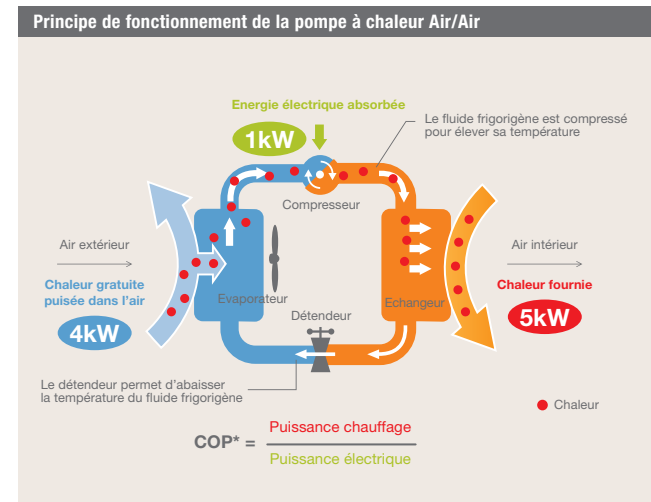 Principe de fonctionnement de la pompe à chaleur Air/Air
Energie électrique absorbée
1kW
Le fluide frigorigène est compressé
pour élever sa température
Compresseur
Air extérieur
Chaleur gratuite
puisée dans l'air
4kW
Evaporateur
Détendeur
Echangeur
Air intérieur
Chaleur fournie
5kW
Le détendeur permet d'abaisser
la température du fluide frigorigène
Chaleur
COP* =
Puissance chauffage
Puissance électrique